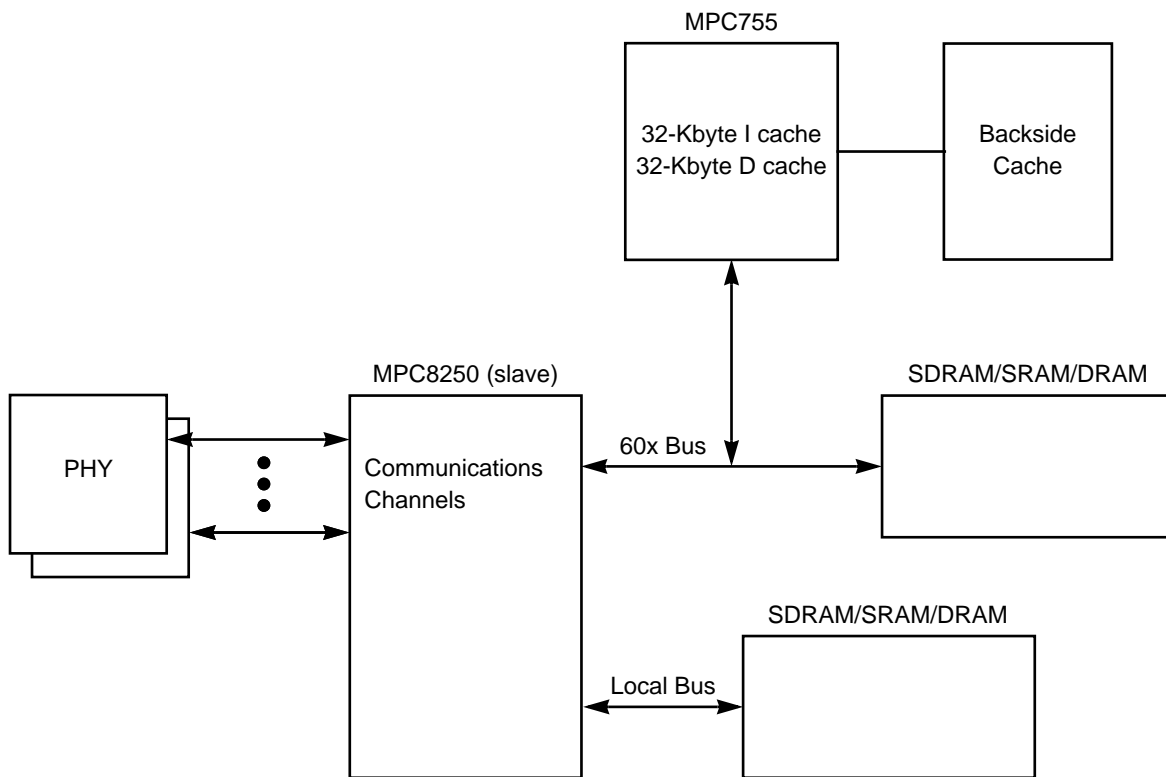 MPC755
32-Kbyte I cache
32-Kbyte D cache
Backside
Cache
MPC8250 (slave)
SDRAM/SRAM/DRAM
PHY
Communications
Channels
60x Bus
SDRAM/SRAM/DRAM
Local Bus